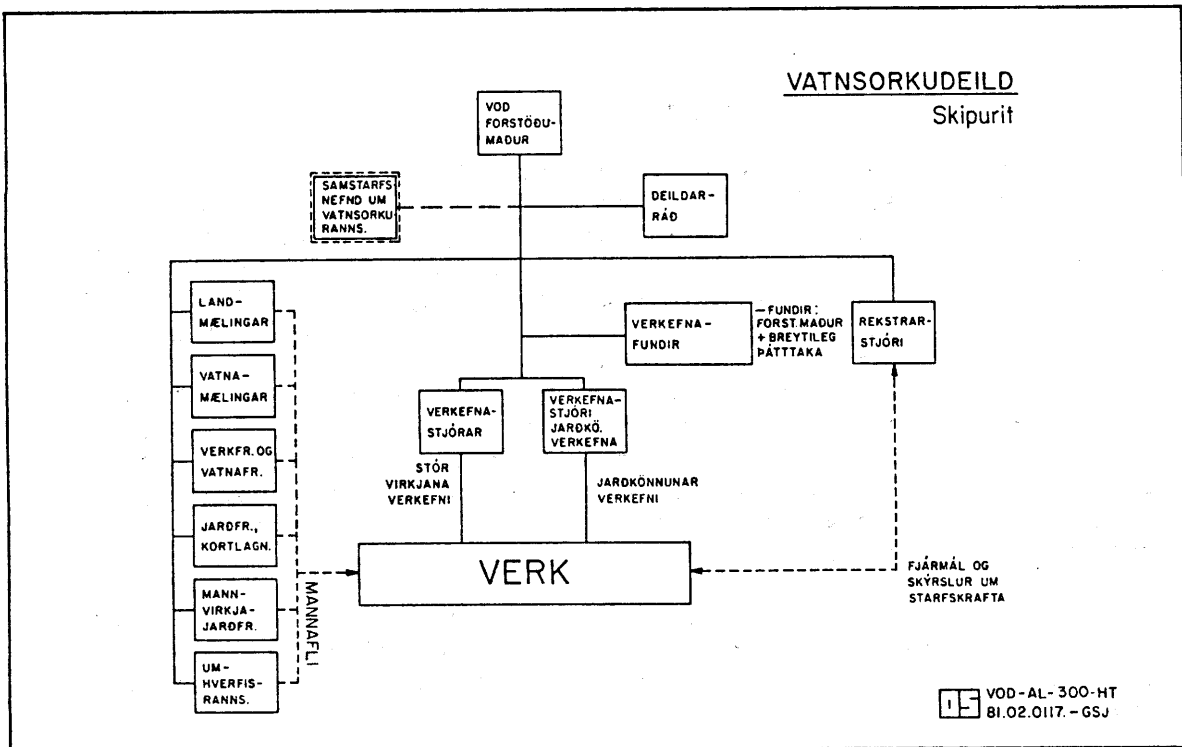 VATNSORKUDEILD
Skipurit
VOD
FORSTÖÐU-
MAÐUR
SAMSTARFS
NEFND UM
VATNSORKU-
RANNS.
DEILDAR-
RÁÐ
LAND-
MÆLINGAR
VATNA-
MÆLINGAR
VERKFR. OG
VATNAFR.
JARÐFR.,
KORTLAGN.
MANN-
VIRKJA-
JARÐFR.
UM-
HVERFIS-
RANNS.
MANNAFLI
VERKEFNA-
FUNDIR
– FUNDIR:
FORST. MAÐUR
+ BREYTILEG
ÞÁTTTAKA
REKSTRAR-
STJÓRI
VERKEFNA-
STJÓRAR
VERKEFNA-
STJÓRI
JARÐKÖ.
VERKEFNA
STÓR
VIRKJANA
VERKEFNI
JARÐKÖNNUNAR
VERKEFNI
VERK
FJÁRMÁL OG
SKÝRSLUR UM
STARFSKRAFTA
OS
VOD-AL-300-HT
81.02.0117.-GSJ